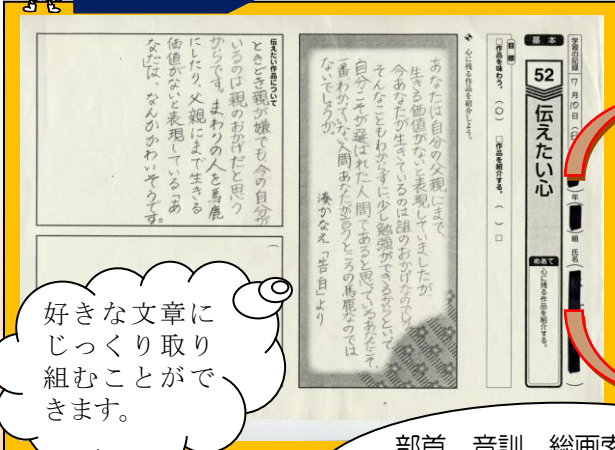 学習の記録 7月10日
年 組 氏名
基本
52
伝えたい心
めあて 心に残る作品を紹介する。
目標
□作品を味わう。(○) □作品を紹介する。( ) □
心に残る作品を紹介しよう。
あなたは自分の父親にまで、
生きる価値がないと表現していましたが、
今あなたが生きているのは誰のおかげなのでしょう
そんなこともわからずに少し勉強ができるからといって
自分こそが選ばれた人間であると思っているあなたこそ、
一番わかっていない人間、あなたが言うところの馬鹿なのでは
ないでしょうか。
湊かなえ「告白」より
伝えたい作品について
ときどき親が嫌でも、今の自分が
いるのは親のおかげだと思う
からです。まわりの人を馬鹿
にしたり、父親にまで生きる
価値がないと表現している「あ
なた」は、なんかかわいそうです。
好きな文章に
じっくり取り
組むことがで
きます。
部首、音訓、総画